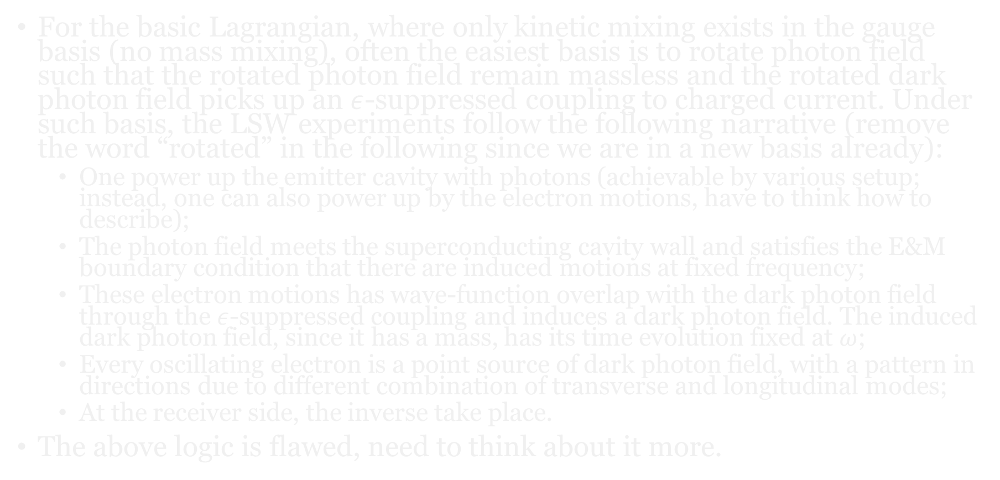 • For the basic Lagrangian, where only kinetic mixing exists in the gauge
basis (no mass mixing), often the easiest basis is to rotate photon field
such that the rotated photon field remain massless and the rotated dark
photon field picks up an ϵ-suppressed coupling to charged current. Under
such basis, the LSW experiments follow the following narrative (remove
the word “rotated” in the following since we are in a new basis already):
• One power up the emitter cavity with photons (achievable by various setup;
instead, one can also power up by the electron motions, have to think how to
describe);
• The photon field meets the superconducting cavity wall and satisfies the E&M
boundary condition that there are induced motions at fixed frequency;
• These electron motions has wave-function overlap with the dark photon field
through the ϵ-suppressed coupling and induces a dark photon field. The induced
dark photon field, since it has a mass, has its time evolution fixed at ω;
• Every oscillating electron is a point source of dark photon field, with a pattern in
directions due to different combination of transverse and longitudinal modes;
• At the receiver side, the inverse take place.
• The above logic is flawed, need to think about it more.